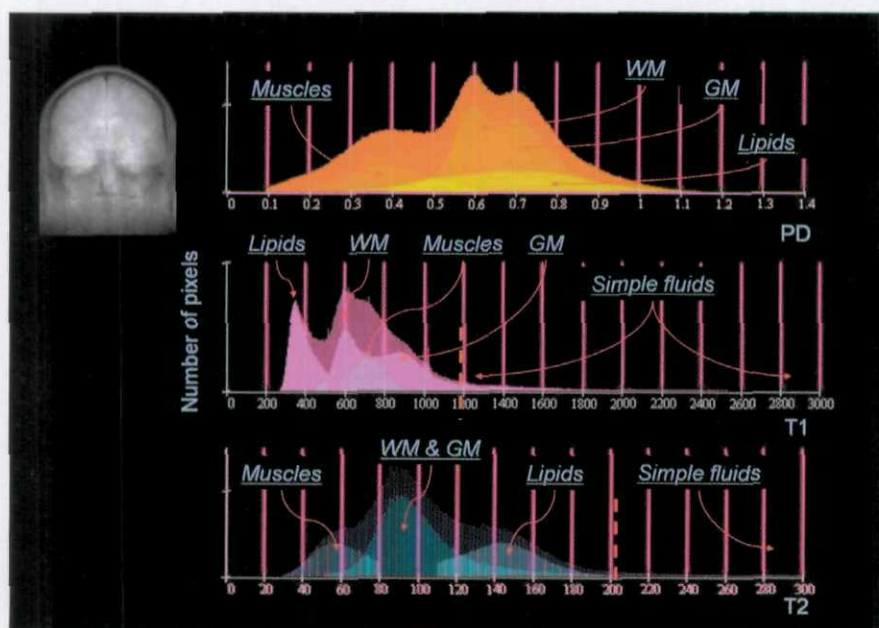 Number of pixels
Muscles
WM
GM
Lipids
0 0.1 0.2 0.3 0.4 0.5 0.6 0.7 0.8 0.9 1 1.1 1.2 1.3 1.4
PD
Lipids WM Muscles GM
Simple fluids
0 200 400 600 800 1000 1200 1400 1600 1800 2000 2200 2400 2600 2800 3000
T1
WM & GM
Muscles Lipids Simple fluids
0 20 40 60 80 100 120 140 160 180 200 220 240 260 280 300
T2